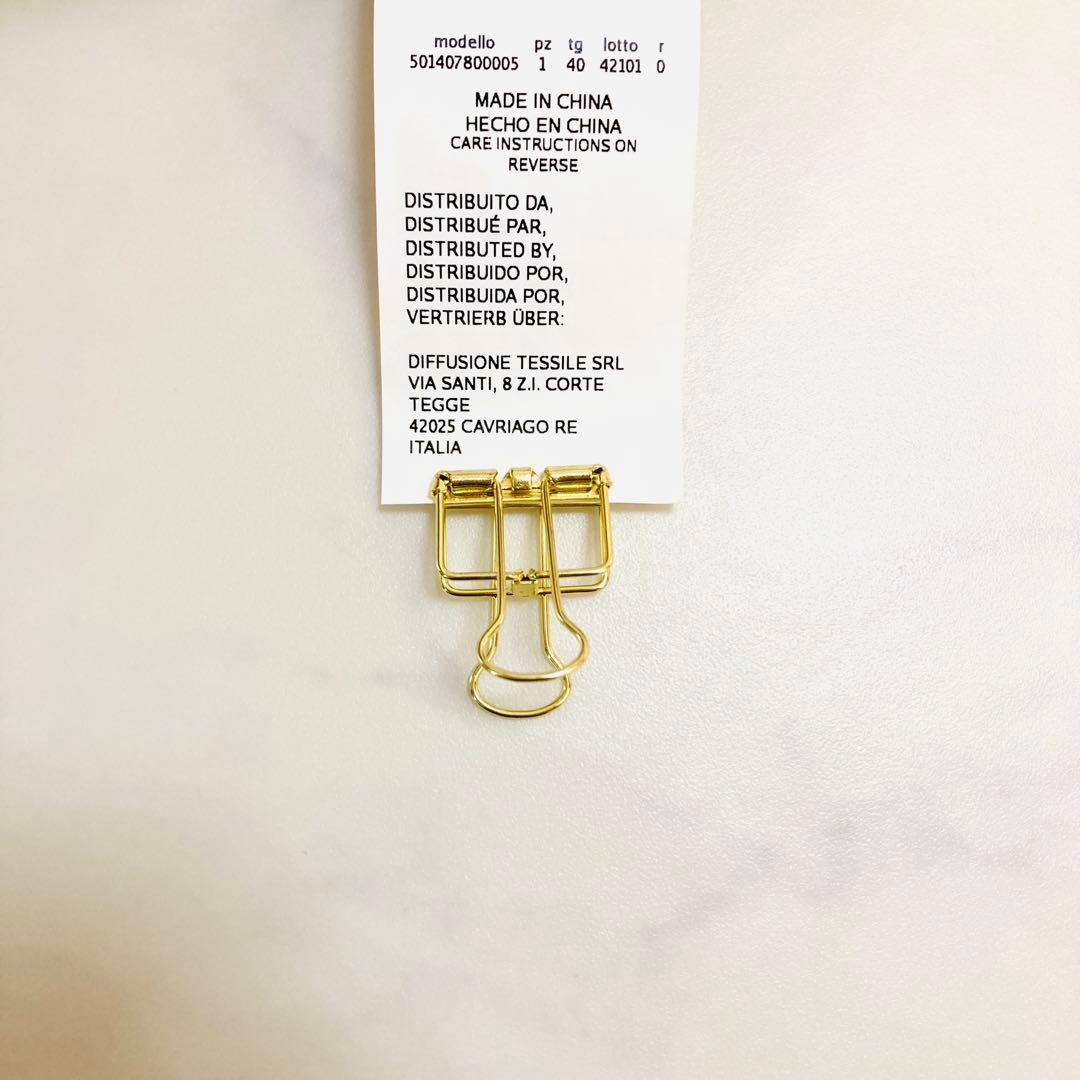 modello pz tg lotto r
501407800005 1 40 42101 0
MADE IN CHINA
HECHO EN CHINA
CARE INSTRUCTIONS ON
REVERSE
DISTRIBUITO DA,
DISTRIBUÉ PAR,
DISTRIBUTED BY,
DISTRIBUIDO POR,
DISTRIBUIDA POR,
VERTRIERB ÜBER:
DIFFUSIONE TESSILE SRL
VIA SANTI, 8 Z.I. CORTE
TEGGE
42025 CAVRIAGO RE
ITALIA